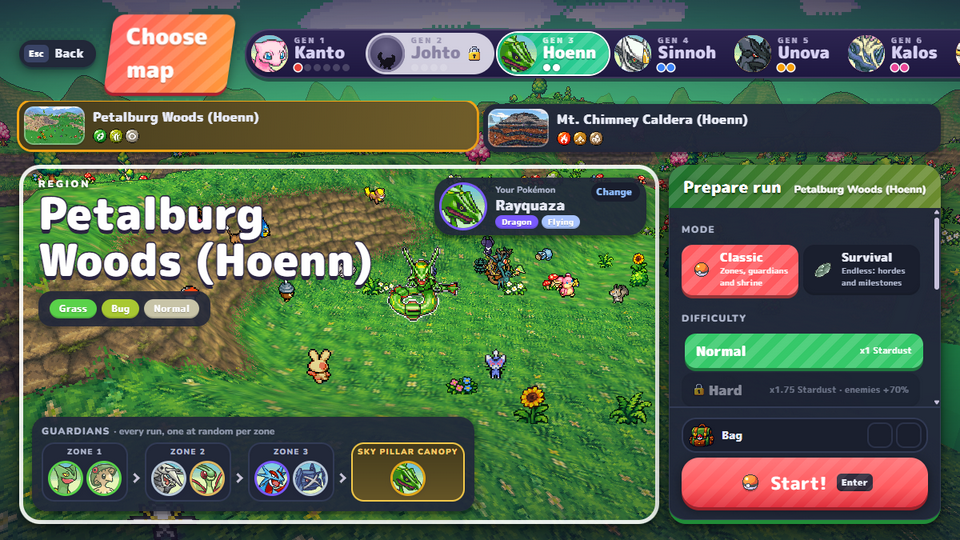 Esc Back
Choose
map
GEN 1
Kanto
GEN 2
Johto
GEN 3
Hoenn
GEN 4
Sinnoh
GEN 5
Unova
GEN 6
Kalos
Petalburg Woods (Hoenn)
Mt. Chimney Caldera (Hoenn)
REGION
Petalburg
Woods (Hoenn)
Grass Bug Normal
Your Pokémon
Rayquaza
Change
Dragon Flying
GUARDIANS · every run, one at random per zone
ZONE 1
ZONE 2
ZONE 3
SKY PILLAR CANOPY
Prepare run Petalburg Woods (Hoenn)
MODE
Classic
Zones, guardians
and shrine
Survival
Endless: hordes
and milestones
DIFFICULTY
Normal x1 Stardust
Hard x1.75 Stardust · enemies +70%
Bag
Start! Enter